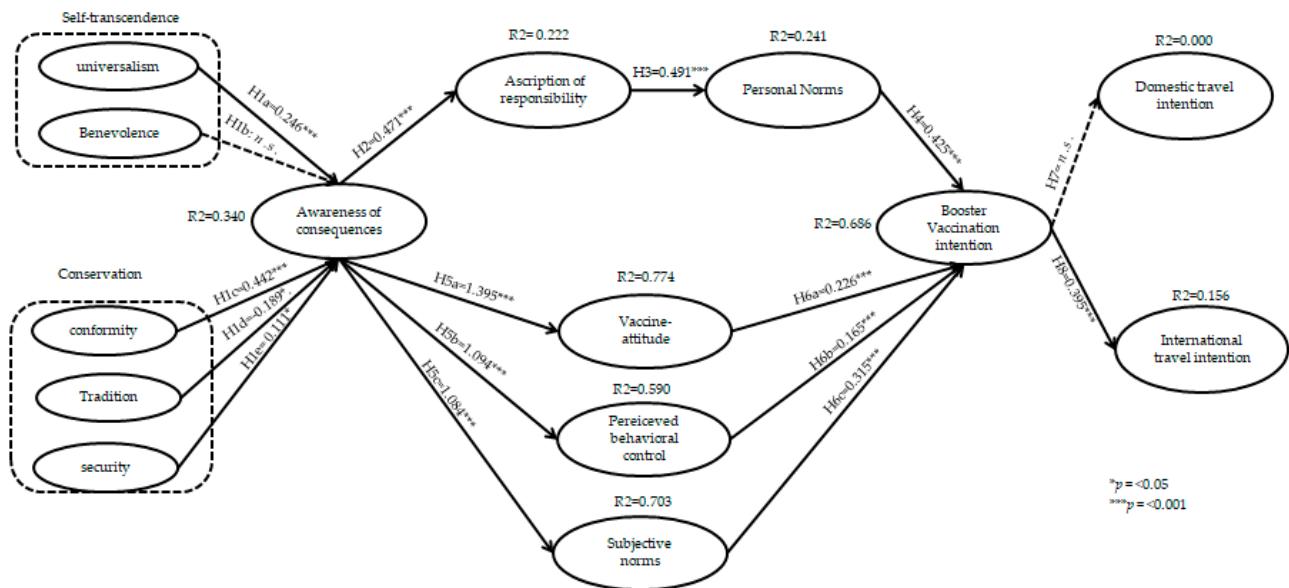 Self-transcendence
universalism
Benevolence
H1a=0.246***
H1b: n.s.
R2=0.340
Awareness of
consequences
Conservation
conformity
Tradition
security
H1c=0.442***
H1d=-0.189*.
H1e=0.111*
R2= 0.222
Ascription of
responsibility
H2=0.471***
H3=0.491***
R2=0.241
Personal Norms
H4=0.425***
H5a=1.395***
H5b=1.094***
H5c=1.084***
R2=0.774
Vaccine-
attitude
R2=0.590
Pereiceved
behavioral
control
R2=0.703
Subjective
norms
H6a=0.226***
H6b=0.165***
H6c=0.315***
R2=0.686
Booster
Vaccination
intention
H7=n.s.
H8=0.395***
R2=0.000
Domestic travel
intention
R2=0.156
International
travel intention
*p = <0.05
***p = <0.001